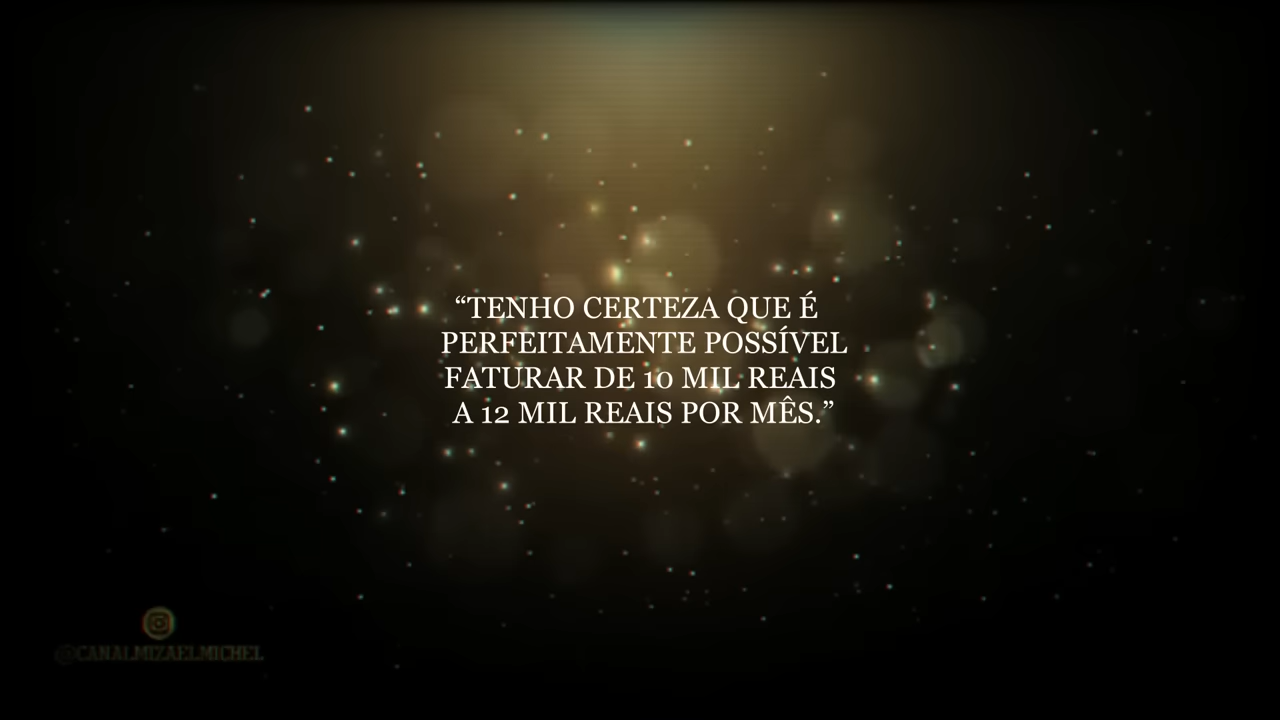 “TENHO CERTEZA QUE É
PERFEITAMENTE POSSÍVEL
FATURAR DE 10 MIL REAIS
A 12 MIL REAIS POR MÊS.”
@CANALMIZAELMICHEL